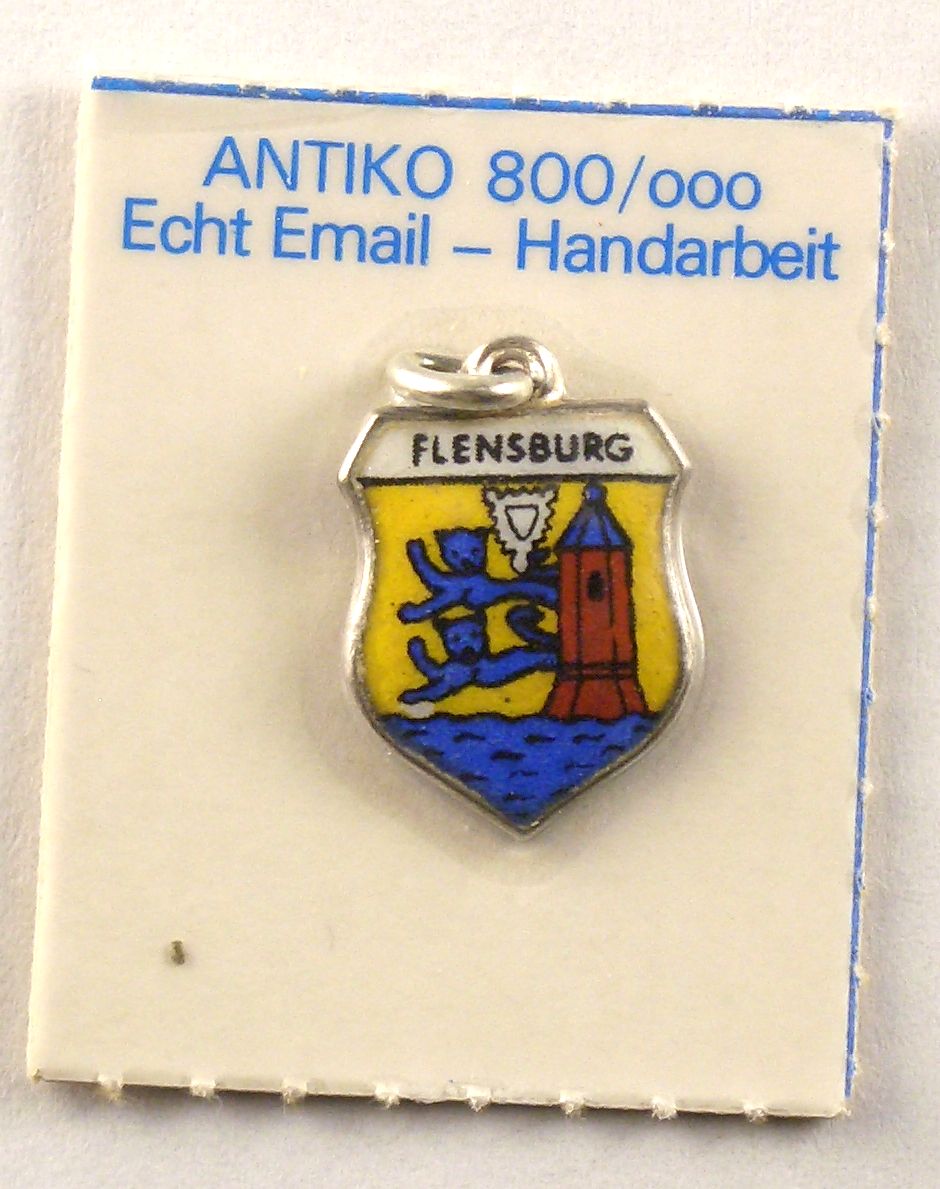 ANTIKO 800/ooo
Echt Email – Handarbeit
FLENSBURG